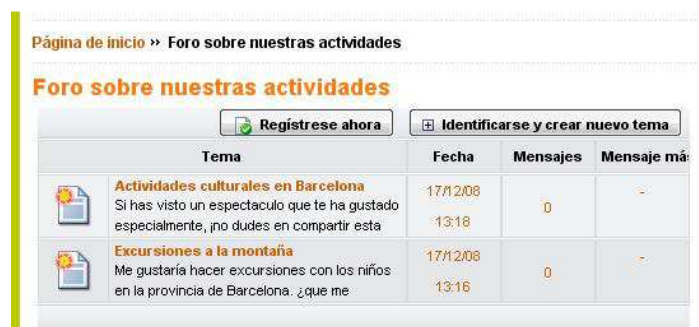 Página de inicio ›› Foro sobre nuestras actividades
Foro sobre nuestras actividades
Regístrese ahora
Identificarse y crear nuevo tema
Tema Fecha Mensajes Mensaje más
Actividades culturales en Barcelona 17/12/08
Si has visto un espectaculo que te ha gustado 0 -
especialmente, ¡no dudes en compartir esta 13:18
Excursiones a la montaña 17/12/08
Me gustaría hacer excursiones con los niños 0 -
en la provincia de Barcelona. ¿que me 13:16